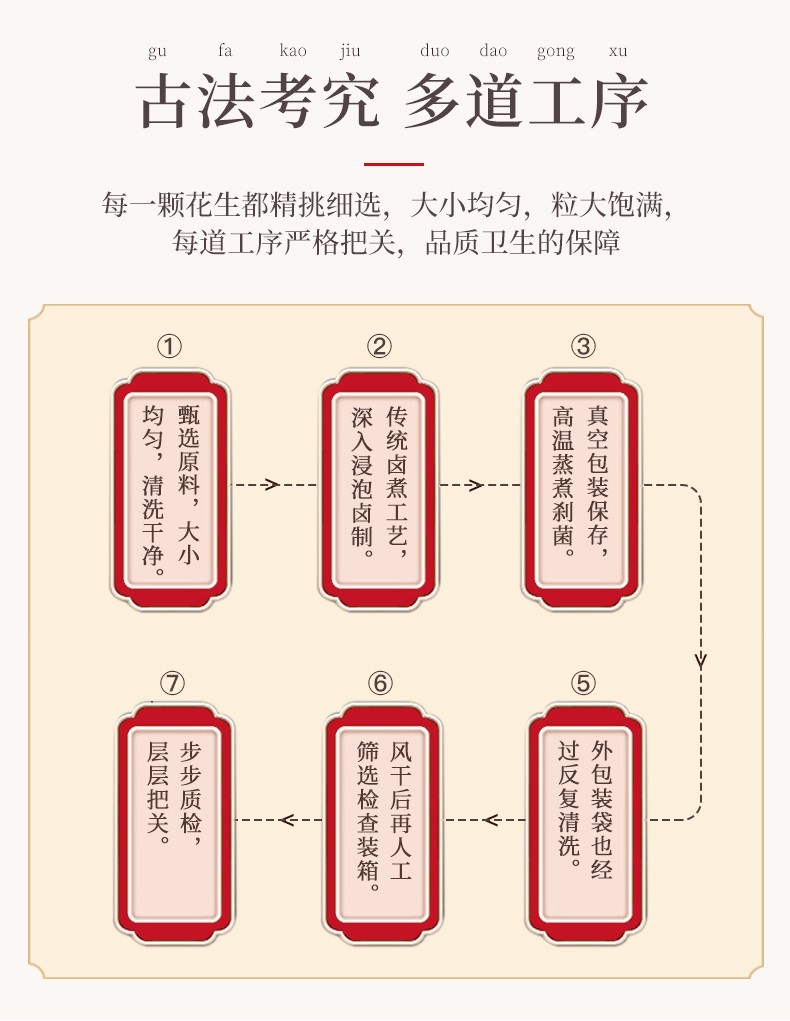 gu fa kao jiu duo dao gong xu
古法考究 多道工序
每一颗花生都精挑细选，大小均匀，粒大饱满，
每道工序严格把关，品质卫生的保障
①
甄选原料，大小
均匀，清洗干净。
②
传统卤煮工艺，
深入浸泡卤制。
③
真空包装保存，
高温蒸煮刹菌。
⑤
外包装袋也经
过反复清洗。
⑥
风干后再人工
筛选检查装箱。
⑦
步步质检，
层层把关。